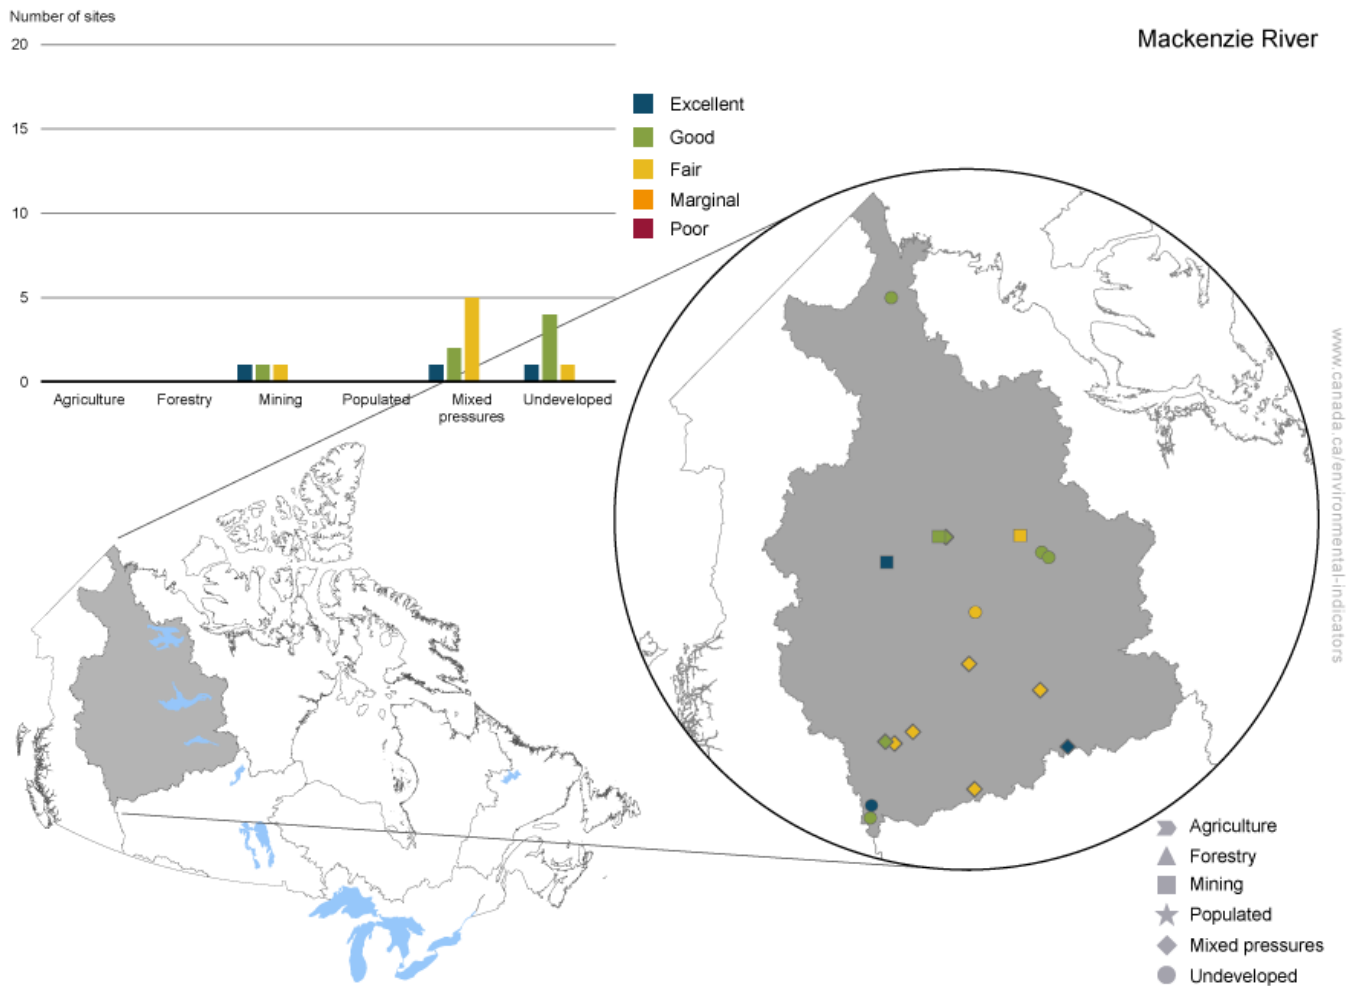 Number of sites
Mackenzie River
20
15
10
5
0
Excellent
Good
Fair
Marginal
Poor
Agriculture
Forestry
Mining
Populated
Mixed
pressures
Undeveloped
www.canada.ca/environmental-indicators
Agriculture
Forestry
Mining
Populated
Mixed pressures
Undeveloped